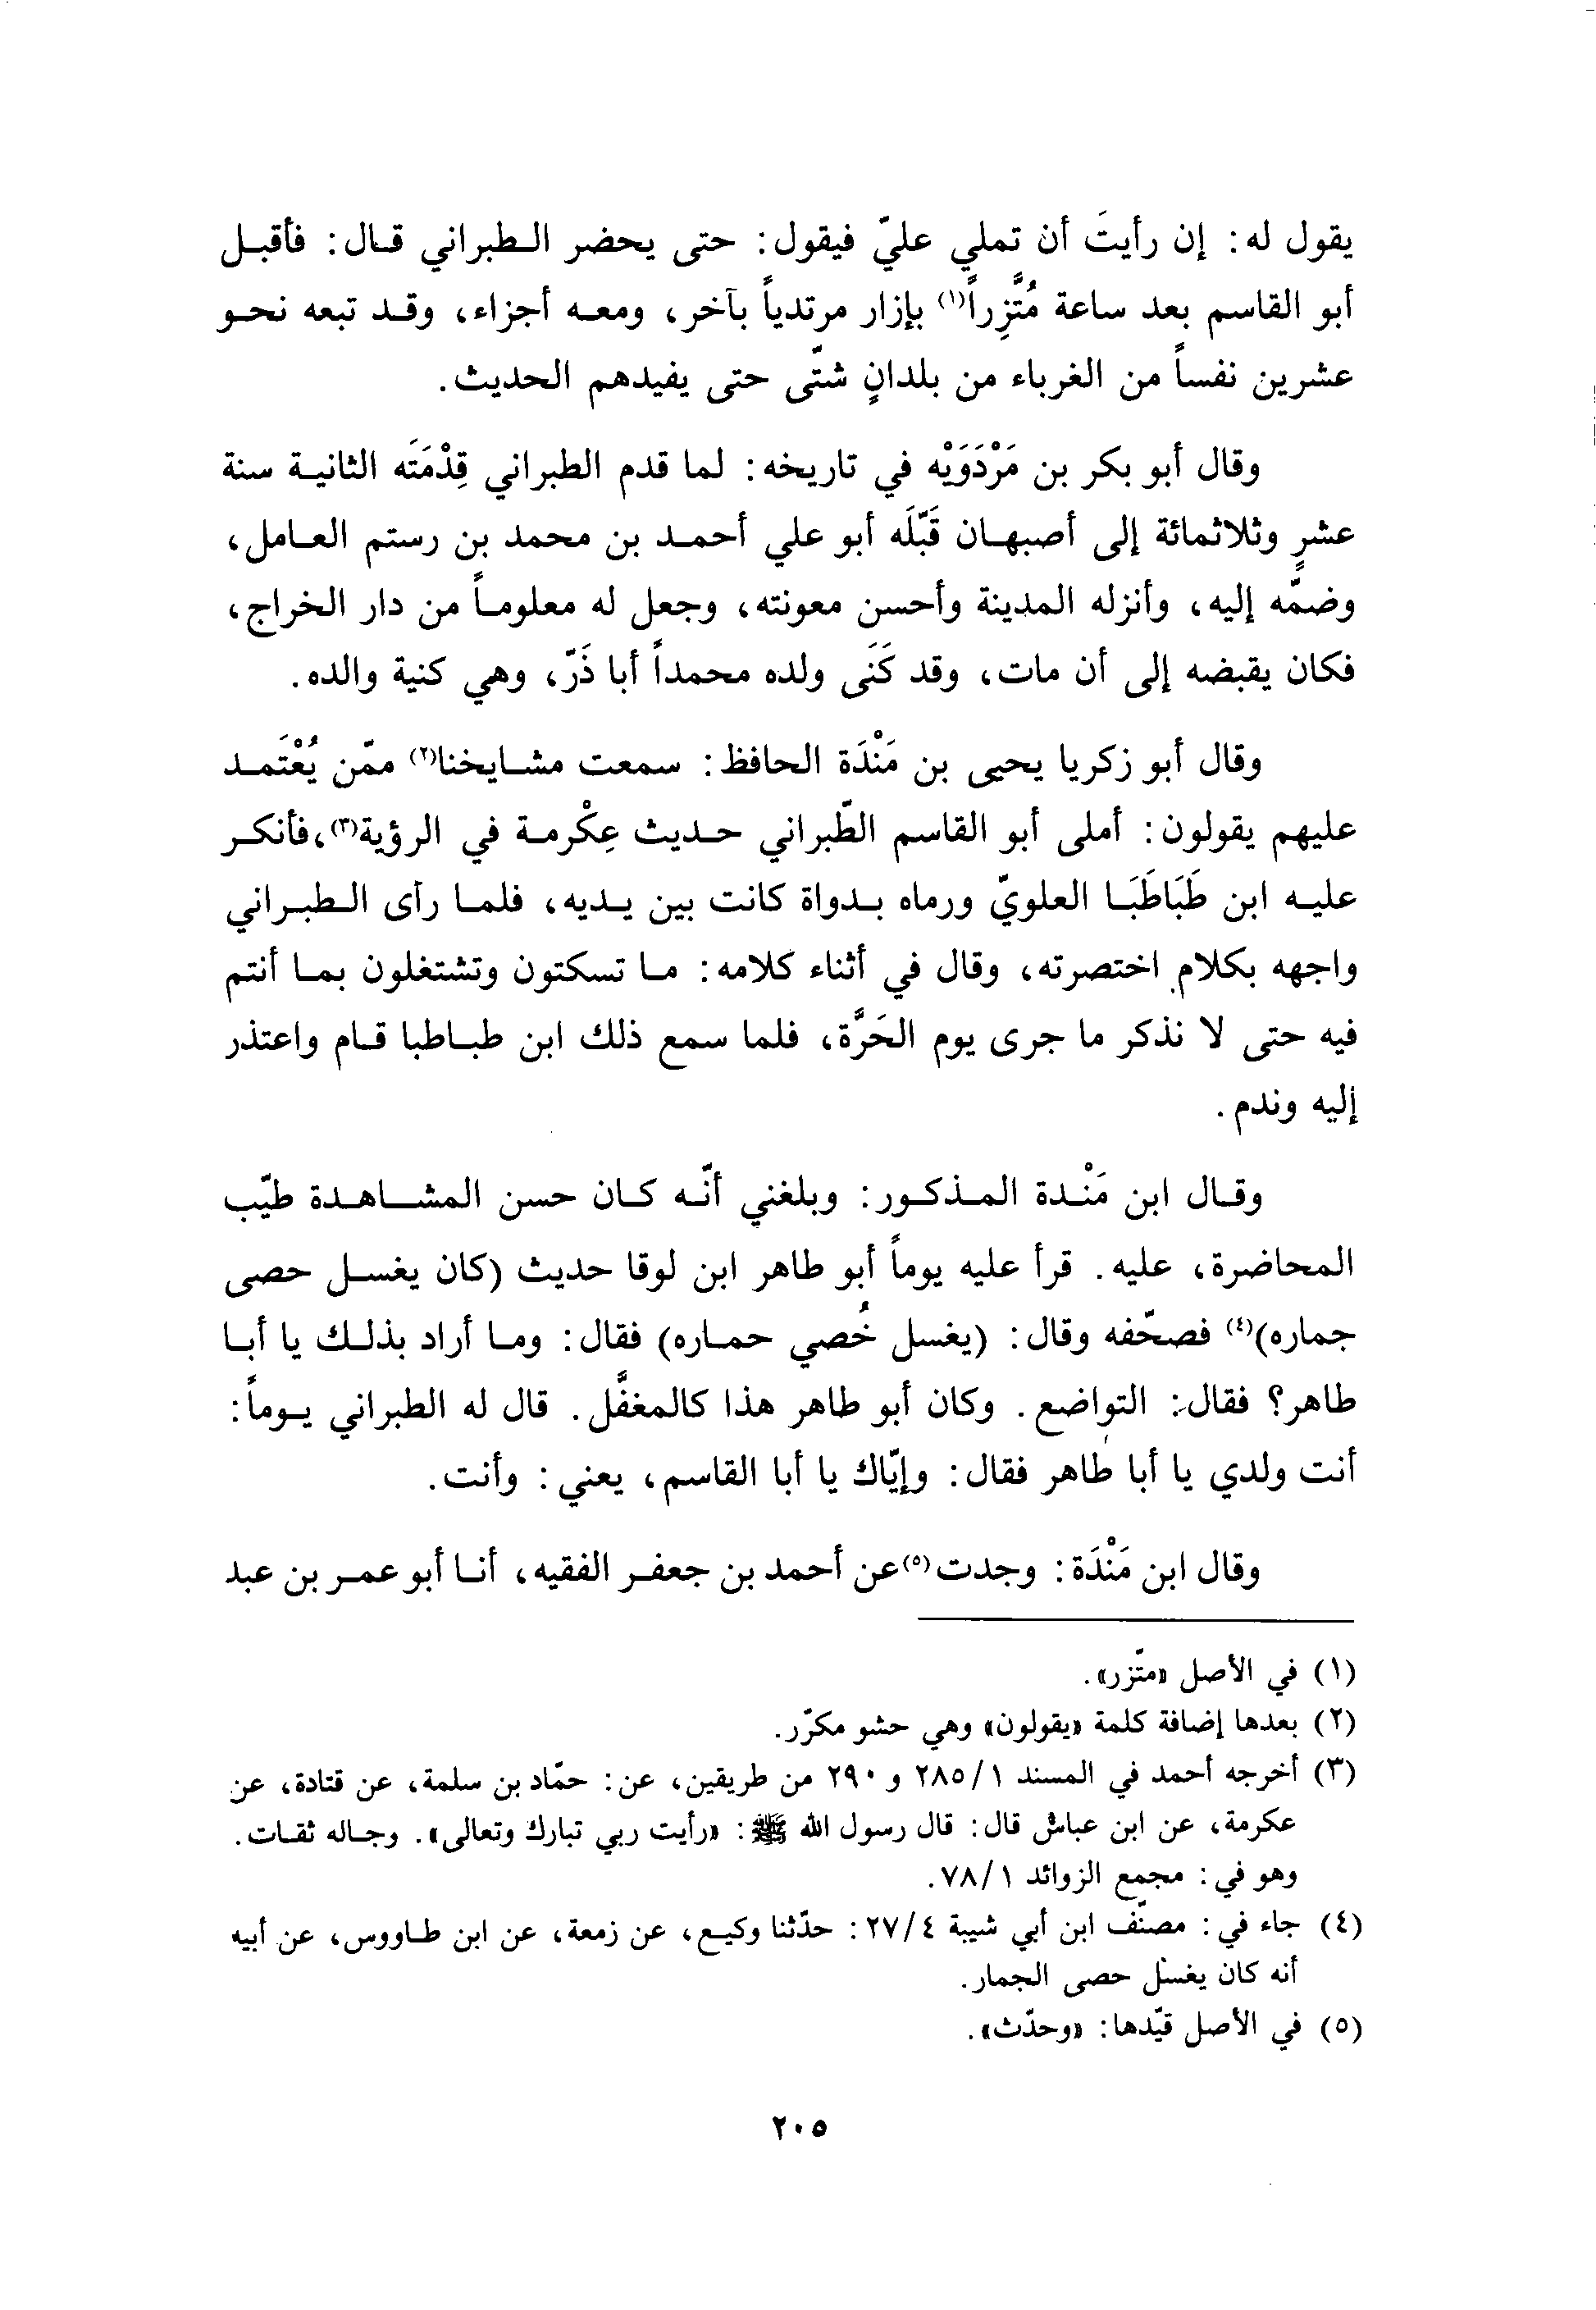 يقول له: إن رأيتَ أن تملي عليّ فيقول: حتى يحضر الطبراني قال: فأقبل
أبو القاسم بعد ساعة مُتَّزِراً(١) بإزار مرتدياً بآخر، ومعه أجزاء، وقد تبعه نحو
عشرين نفساً من الغرباء من بلدانٍ شتّى حتى يفيدهم الحديث.
وقال أبو بكر بن مَرْدَوَيْه في تاريخه: لما قدم الطبراني قِدْمَتَه الثانية سنة
عشرٍ وثلاثمائة إلى أصبهان قَبَّلَه أبو علي أحمد بن محمد بن رستم العامل،
وضمّه إليه، وأنزله المدينة وأحسن معونته، وجعل له معلوماً من دار الخراج،
فكان يقبضه إلى أن مات، وقد كَنَى ولده محمداً أبا ذَرّ، وهي كنية والده.
وقال أبو زكريا يحيى بن مَنْدَة الحافظ: سمعت مشايخنا(٢) ممّن يُعْتَمد
عليهم يقولون: أملى أبو القاسم الطّبراني حديث عِكْرمة في الرؤية(٣)، فأنكر
عليه ابن طَبَاطَبَا العلويّ ورماه بدواة كانت بين يديه، فلما رأى الطبراني
واجهه بكلام اختصرته، وقال في أثناء كلامه: ما تسكتون وتشتغلون بما أنتم
فيه حتى لا نذكر ما جرى يوم الحَرَّة، فلما سمع ذلك ابن طباطبا قام واعتذر
إليه وندم.
وقال ابن مَنْدة المذكور: وبلغني أنّه كان حسن المشاهدة طيّب
المحاضرة، عليه. قرأ عليه يوماً أبو طاهر ابن لوقا حديث (كان يغسل حصى
جماره)(٤) فصحّفه وقال: (يغسل خُصي حماره) فقال: وما أراد بذلك يا أبا
طاهر؟ فقال: التواضع. وكان أبو طاهر هذا كالمغفَّل. قال له الطبراني يوماً:
أنت ولدي يا أبا طاهر فقال: وإيّاك يا أبا القاسم، يعني: وأنت.
وقال ابن مَنْدَة: وجدت(٥) عن أحمد بن جعفر الفقيه، أنا أبو عمر بن عبد
(١) في الأصل «متّزر».
(٢) بعدها إضافة كلمة «يقولون» وهي حشو مكرّر.
(٣) أخرجه أحمد في المسند ٢٨٥/١ و ٢٩٠ من طريقين، عن: حمّاد بن سلمة، عن قتادة، عن
عكرمة، عن ابن عباس قال: قال رسول الله ﷺ: «رأيت ربي تبارك وتعالى». وجاله ثقات.
وهو في: مجمع الزوائد ٧٨/١.
(٤) جاء في: مصنّف ابن أبي شيبة ٢٧/٤: حدّثنا وكيع، عن زمعة، عن ابن طاووس، عن أبيه
أنه كان يغسل حصى الجمار.
(٥) في الأصل قيّدها: «وحدّث».
٢٠٥